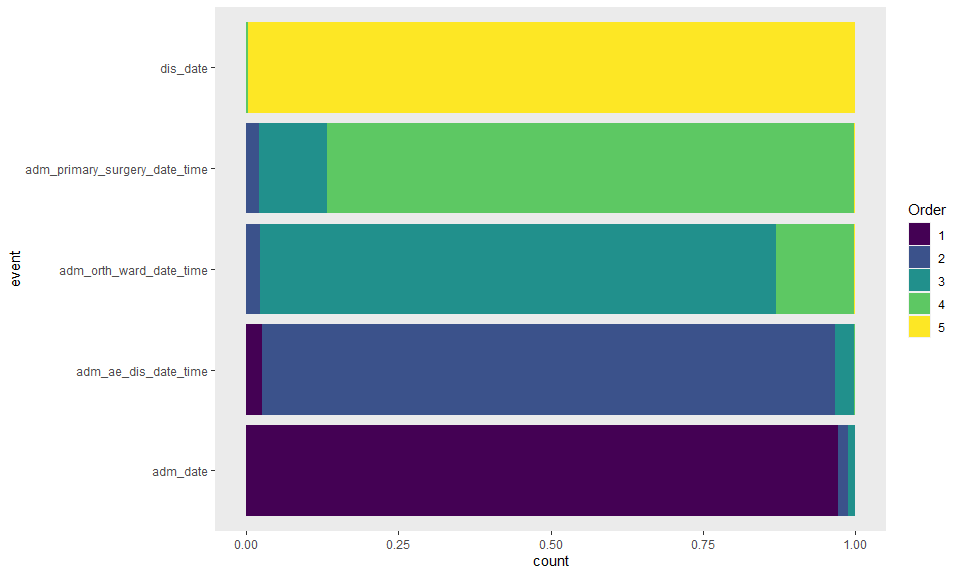 dis_date
adm_primary_surgery_date_time
adm_orth_ward_date_time
adm_ae_dis_date_time
adm_date
event
0.00
0.25
0.50
0.75
1.00
count
Order
1
2
3
4
5